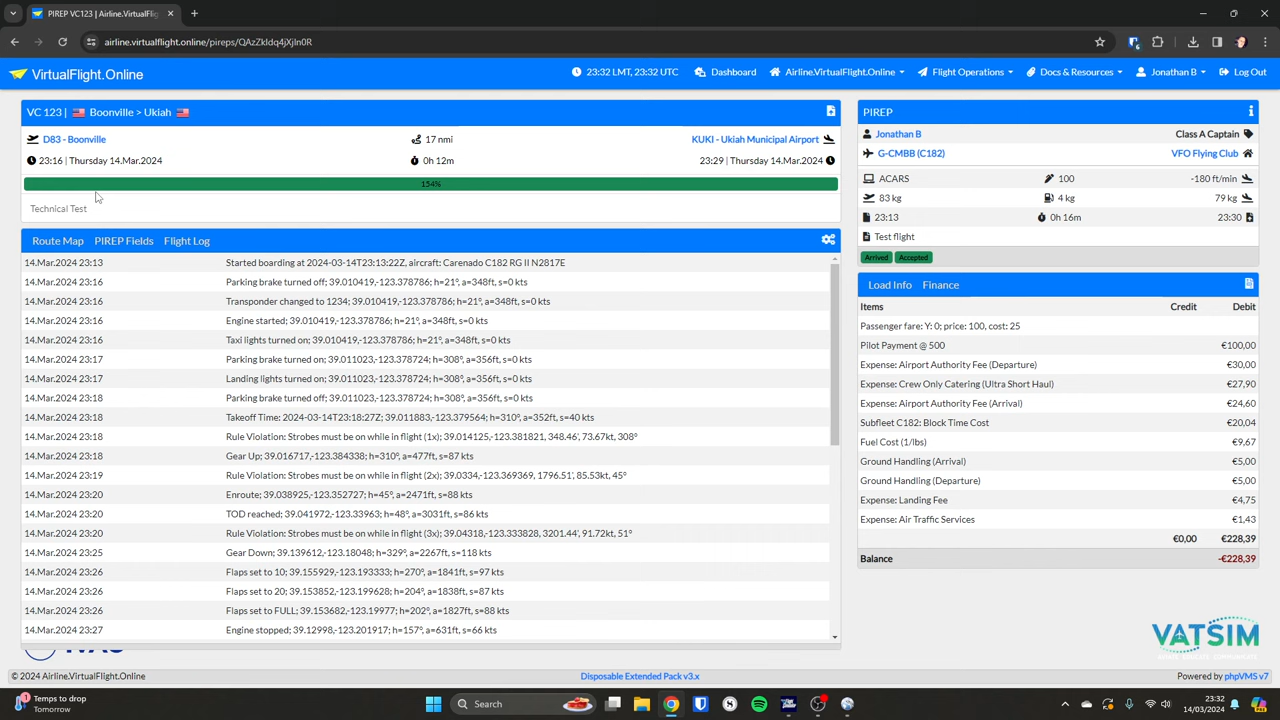 PIREP VC123 | Airline.VirtualFli
airline.virtualflight.online/pireps/QAzZkldq4jXjIn0R
VirtualFlight.Online
23:32 LMT, 23:32 UTC
Dashboard
Airline.VirtualFlight.Online
Flight Operations
Docs & Resources
Jonathan B
Log Out
VC 123 | Boonville > Ukiah
D83 - Boonville 17 nmi KUKI - Ukiah Municipal Airport
23:16 | Thursday 14.Mar.2024 0h 12m 23:29 | Thursday 14.Mar.2024
134%
Technical Test
Route Map PIREP Fields Flight Log
14.Mar.2024 23:13 Started boarding at 2024-03-14T23:13:22Z, aircraft: Carenado C182 RG II N2817E
14.Mar.2024 23:16 Parking brake turned off; 39.010419,-123.378786; h=21°, a=348ft, s=0 kts
14.Mar.2024 23:16 Transponder changed to 1234; 39.010419,-123.378786; h=21°, a=348ft, s=0 kts
14.Mar.2024 23:16 Engine started; 39.010419,-123.378786; h=21°, a=348ft, s=0 kts
14.Mar.2024 23:16 Taxi lights turned on; 39.010419,-123.378786; h=21°, a=348ft, s=0 kts
14.Mar.2024 23:17 Parking brake turned on; 39.011023,-123.378724; h=308°, a=356ft, s=0 kts
14.Mar.2024 23:17 Landing lights turned on; 39.011023,-123.378724; h=308°, a=356ft, s=0 kts
14.Mar.2024 23:18 Parking brake turned off; 39.011023,-123.378724; h=308°, a=356ft, s=0 kts
14.Mar.2024 23:18 Takeoff Time: 2024-03-14T23:18:27Z; 39.011883,-123.379564; h=310°, a=352ft, s=40 kts
14.Mar.2024 23:18 Rule Violation: Strobes must be on while in flight (1x); 39.014125,-123.381821, 348.46', 73.67kt, 308°
14.Mar.2024 23:18 Gear Up; 39.016717,-123.384338; h=310°, a=477ft, s=87 kts
14.Mar.2024 23:19 Rule Violation: Strobes must be on while in flight (2x); 39.0334,-123.369369, 1796.51', 85.53kt, 45°
14.Mar.2024 23:20 Enroute; 39.038925,-123.352727; h=45°, a=2471ft, s=88 kts
14.Mar.2024 23:20 TOD reached; 39.041972,-123.33963; h=48°, a=3031ft, s=86 kts
14.Mar.2024 23:20 Rule Violation: Strobes must be on while in flight (3x); 39.04318,-123.333828, 3201.44', 91.72kt, 51°
14.Mar.2024 23:25 Gear Down; 39.139612,-123.18048; h=329°, a=2267ft, s=118 kts
14.Mar.2024 23:26 Flaps set to 10; 39.155929,-123.193333; h=270°, a=1841ft, s=97 kts
14.Mar.2024 23:26 Flaps set to 20; 39.153852,-123.199628; h=204°, a=1838ft, s=87 kts
14.Mar.2024 23:26 Flaps set to FULL; 39.153682,-123.19977; h=202°, a=1827ft, s=88 kts
14.Mar.2024 23:27 Engine stopped; 39.12998,-123.201917; h=157°, a=631ft, s=66 kts
PIREP
Jonathan B Class A Captain
G-CMBB (C182) VFO Flying Club
ACARS 100 -180 ft/min
83 kg 4 kg 79 kg
23:13 0h 16m 23:30
Test flight
Arrived Accepted
Load Info Finance
Items Credit Debit
Passenger fare: Y: 0; price: 100, cost: 25
Pilot Payment @ 500 €100,00
Expense: Airport Authority Fee (Departure) €30,00
Expense: Crew Only Catering (Ultra Short Haul) €27,90
Expense: Airport Authority Fee (Arrival) €24,60
Subfleet C182: Block Time Cost €20,04
Fuel Cost (1/lbs) €9,67
Ground Handling (Arrival) €5,00
Ground Handling (Departure) €5,00
Expense: Landing Fee €4,75
Expense: Air Traffic Services €1,43
€0,00 €228,39
Balance -€228,39
VATSIM
© 2024 Airline.VirtualFlight.Online
Disposable Extended Pack v3.x
Powered by phpVMS v7
1
Temps to drop
Tomorrow
Search
23:32
14/03/2024